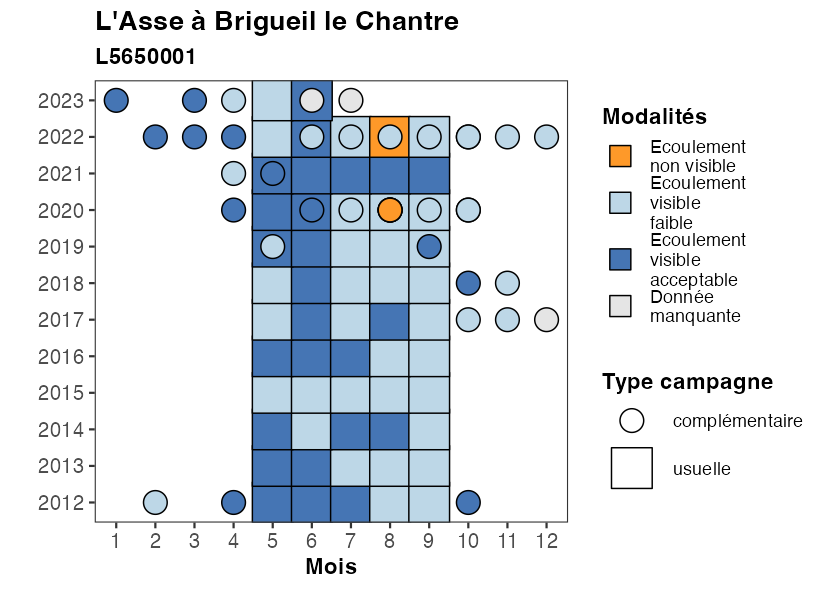 L'Asse à Brigueil le Chantre
L5650001
2023
2022
2021
2020
2019
2018
2017
2016
2015
2014
2013
2012
1 2 3 4 5 6 7 8 9 10 11 12
Mois
Modalités
Ecoulement
non visible
Ecoulement
visible
faible
Ecoulement
visible
acceptable
Donnée
manquante
Type campagne
complémentaire
usuelle